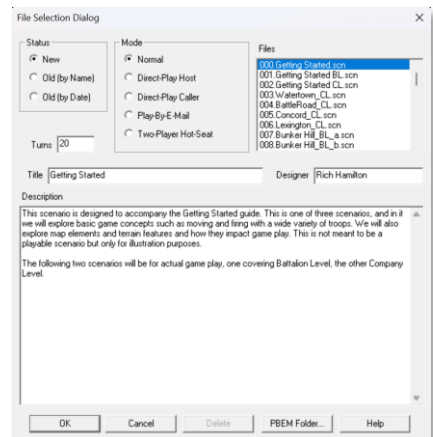 File Selection Dialog
Status
New
Old (by Name)
Old (by Date)
Turns 20
Mode
Normal
Direct-Play Host
Direct-Play Caller
Play-By-E-Mail
Two-Player Hot-Seat
Files
000.Getting Started.scn
001.Getting Started BL.scn
002.Getting Started CL.scn
003.Watertown_CL.scn
004.BattleRoad_CL.scn
005.Concord_CL.scn
006.Lexington_CL.scn
007.Bunker Hill_BL_a.scn
008.Bunker Hill_BL_b.scn
Title Getting Started
Designer Rich Hamilton
Description
This scenario is designed to accompany the Getting Started guide. This is one of three scenarios, and in it
we will explore basic game concepts such as moving and firing with a wide variety of troops. We will also
explore map elements and terrain features and how they impact game play. This is not meant to be a
playable scenario but only for illustration purposes.
The following two scenarios will be for actual game play, one covering Battalion Level, the other Company
Level.
OK
Cancel
Delete
PBEM Folder...
Help